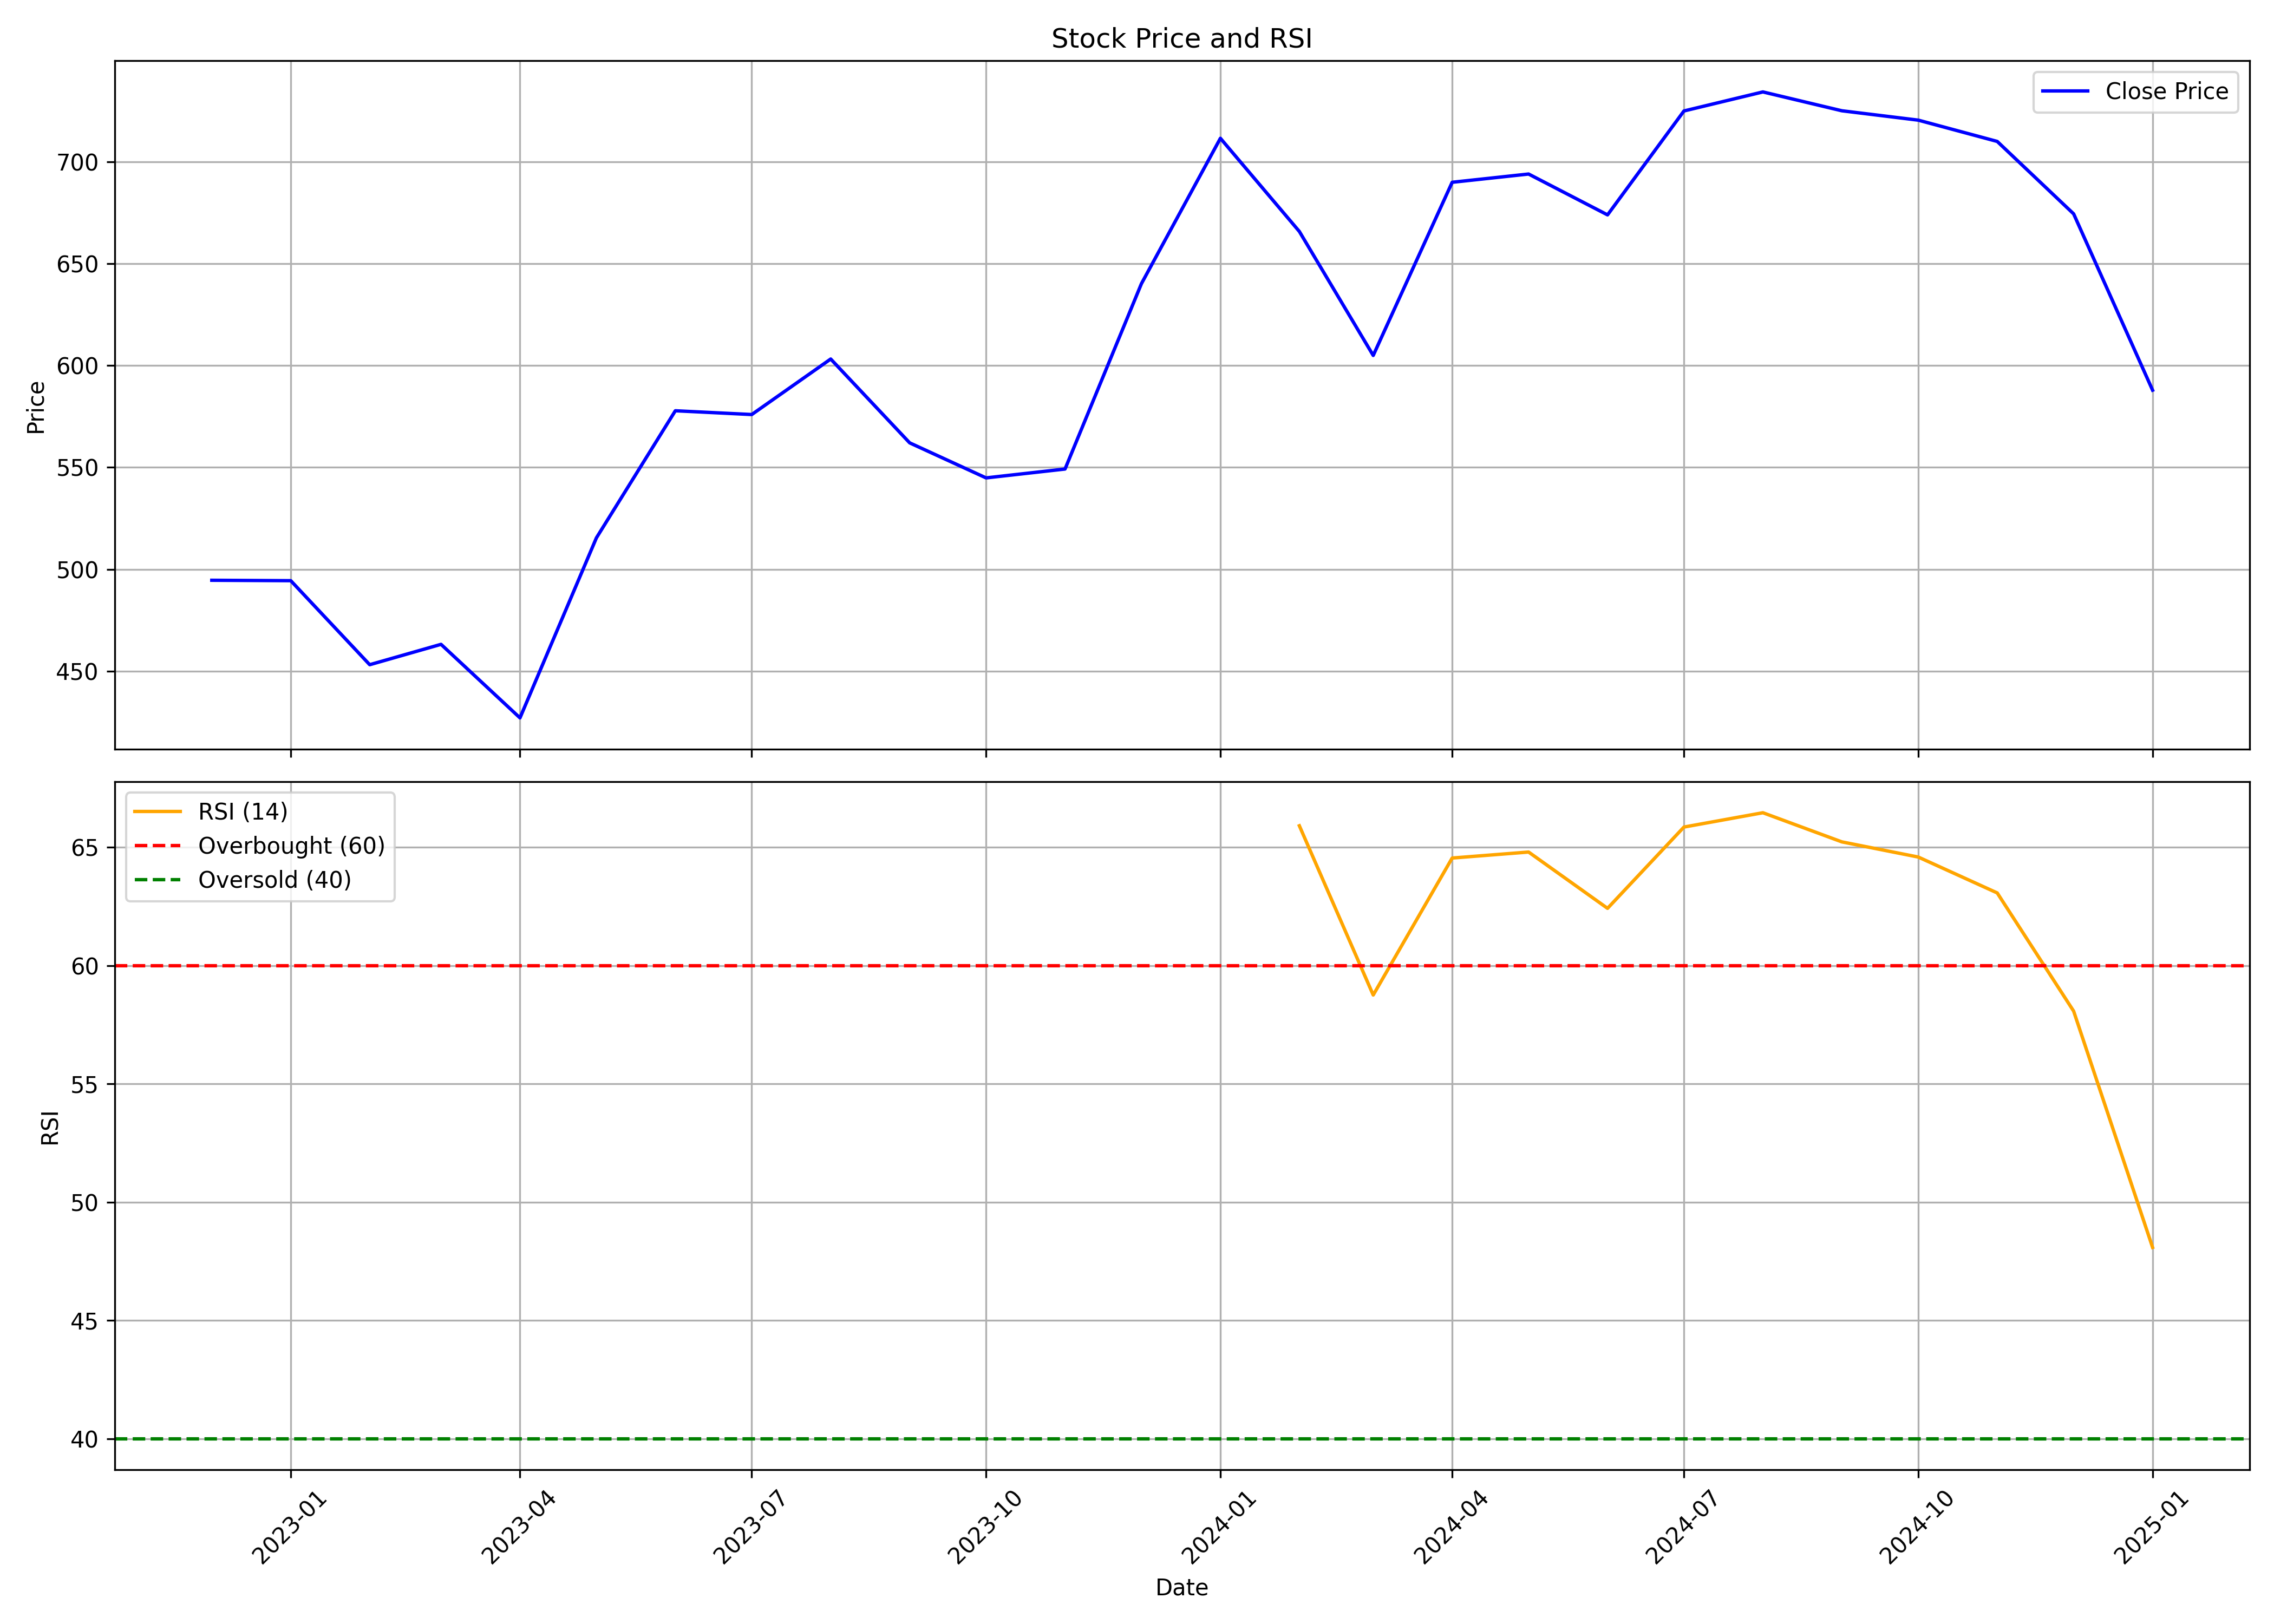 Stock Price and RSI
Close Price
Price
700
650
600
550
500
450
RSI (14)
Overbought (60)
Oversold (40)
RSI
65
60
55
50
45
40
2023-01
2023-04
2023-07
2023-10
2024-01
2024-04
2024-07
2024-10
2025-01
Date